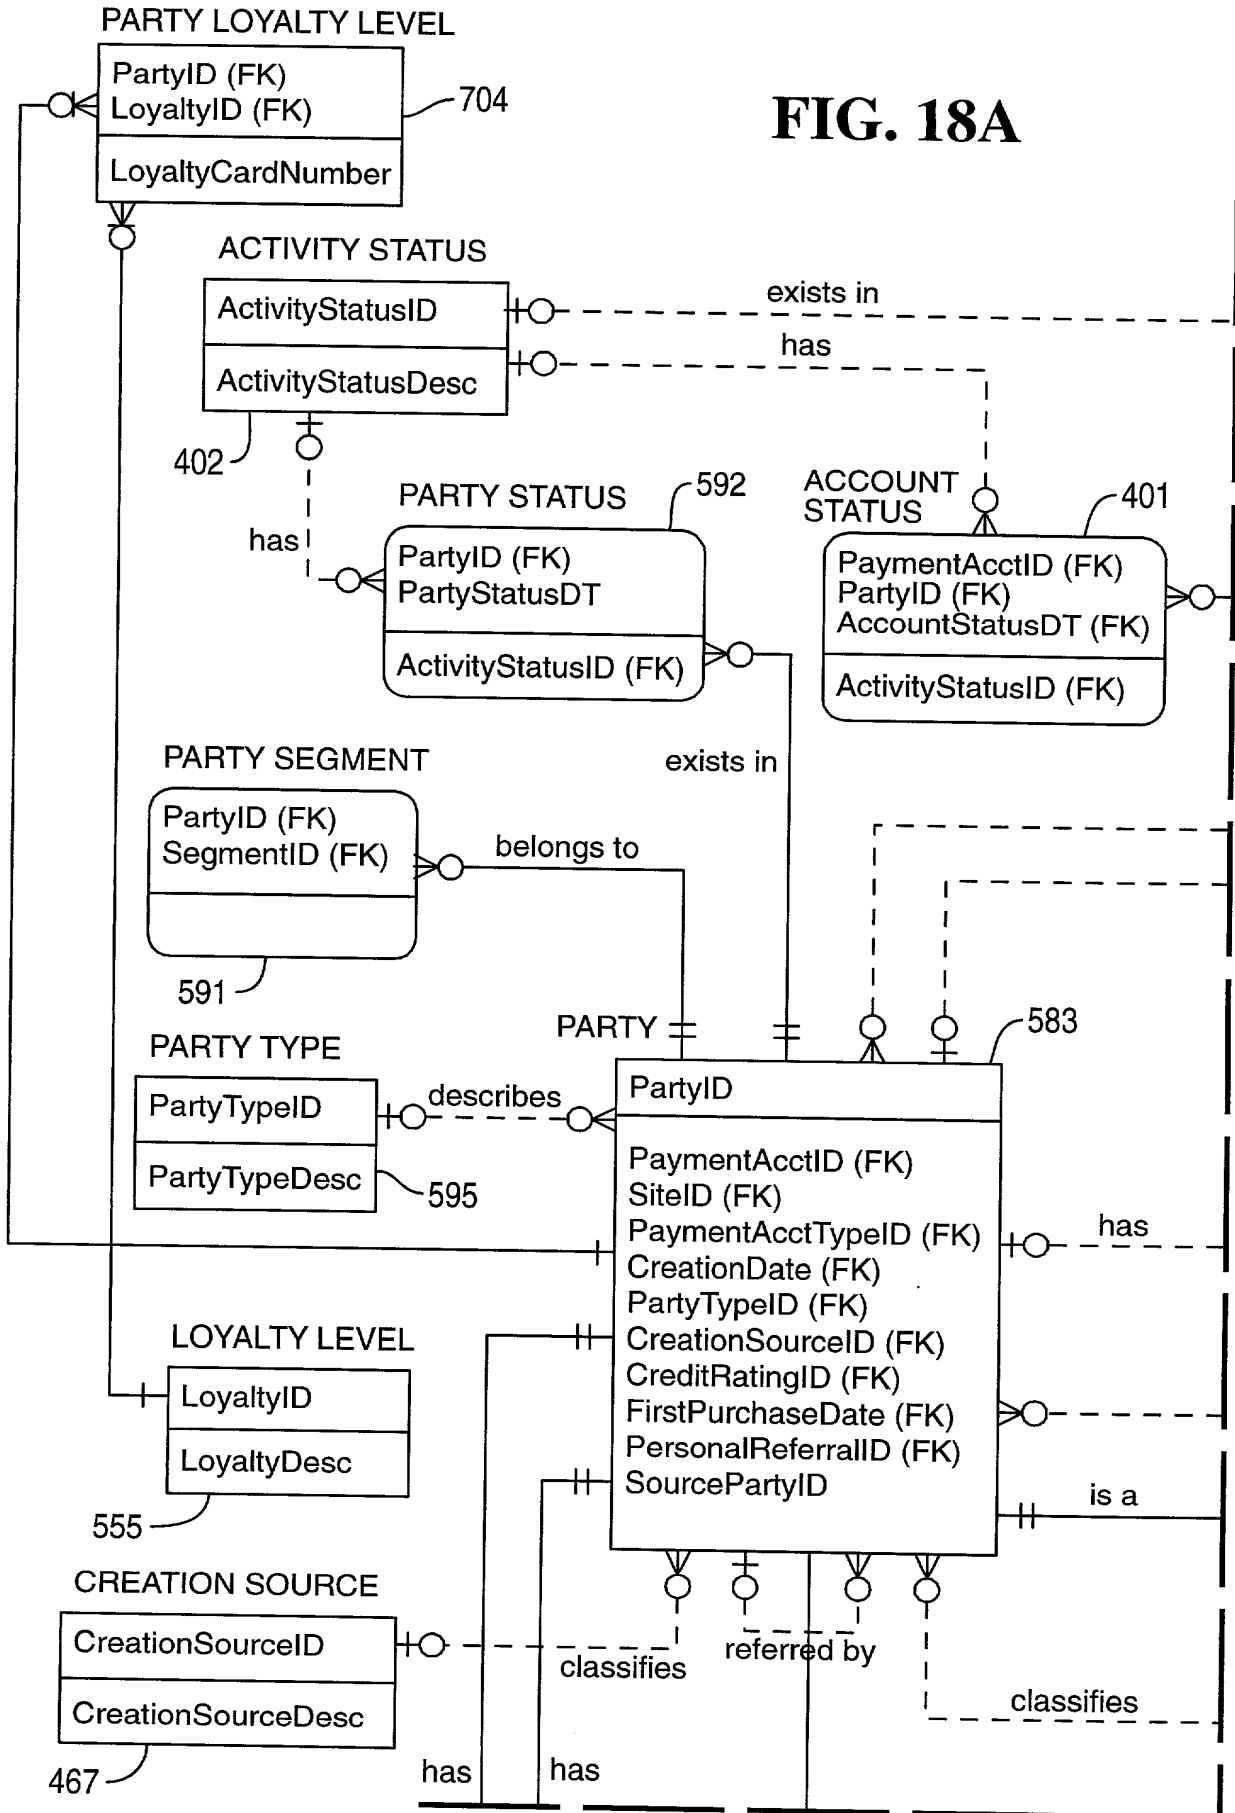 PARTY LOYALTY LEVEL
PartyID (FK)
LoyaltyID (FK)
LoyaltyCardNumber
704
FIG. 18A
ACTIVITY STATUS
ActivityStatusID
ActivityStatusDesc
402
exists in
has
has
PARTY STATUS
592
PartyID (FK)
PartyStatusDT
ActivityStatusID (FK)
ACCOUNT
STATUS
401
PaymentAcctID (FK)
PartyID (FK)
AccountStatusDT (FK)
ActivityStatusID (FK)
PARTY SEGMENT
PartyID (FK)
SegmentID (FK)
591
belongs to
exists in
PARTY TYPE
PartyTypeID
PartyTypeDesc
595
describes
PARTY
583
PartyID
PaymentAcctID (FK)
SiteID (FK)
PaymentAcctTypeID (FK)
CreationDate (FK)
PartyTypeID (FK)
CreationSourceID (FK)
CreditRatingID (FK)
FirstPurchaseDate (FK)
PersonalReferralID (FK)
SourcePartyID
has
is a
LOYALTY LEVEL
LoyaltyID
LoyaltyDesc
555
CREATION SOURCE
CreationSourceID
CreationSourceDesc
467
classifies
referred by
classifies
has
has